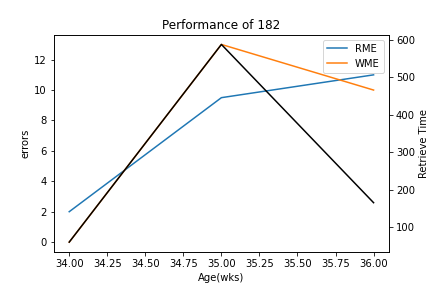 Performance of 182
RME
WME
errors
0
2
4
6
8
10
12
Retrieve Time
100
200
300
400
500
600
34.00 34.25 34.50 34.75 35.00 35.25 35.50 35.75 36.00
Age(wks)